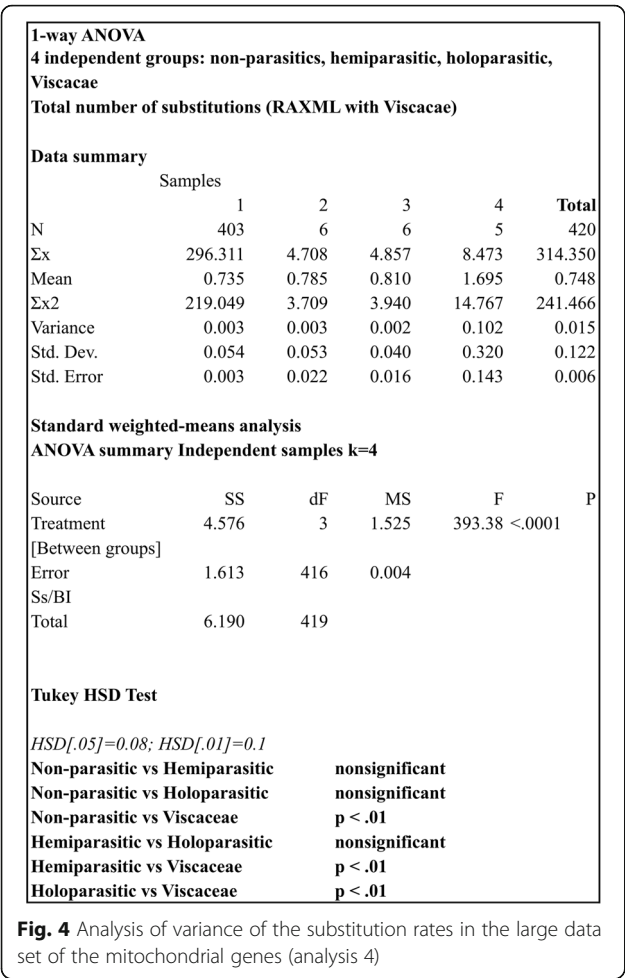 1-way ANOVA
4 independent groups: non-parasitics, hemiparasitic, holoparasitic,
Viscacae
Total number of substitutions (RAXML with Viscacae)
Data summary
Samples
1 2 3 4 Total
N 403 6 6 5 420
Σx 296.311 4.708 4.857 8.473 314.350
Mean 0.735 0.785 0.810 1.695 0.748
Σx2 219.049 3.709 3.940 14.767 241.466
Variance 0.003 0.003 0.002 0.102 0.015
Std. Dev. 0.054 0.053 0.040 0.320 0.122
Std. Error 0.003 0.022 0.016 0.143 0.006
Standard weighted-means analysis
ANOVA summary Independent samples k=4
Source SS dF MS F P
Treatment 4.576 3 1.525 393.38 <.0001
[Between groups]
Error 1.613 416 0.004
Ss/BI
Total 6.190 419
Tukey HSD Test
HSD[.05]=0.08; HSD[.01]=0.1
Non-parasitic vs Hemiparasitic nonsignificant
Non-parasitic vs Holoparasitic nonsignificant
Non-parasitic vs Viscaceae p < .01
Hemiparasitic vs Holoparasitic nonsignificant
Hemiparasitic vs Viscaceae p < .01
Holoparasitic vs Viscaceae p < .01
Fig. 4 Analysis of variance of the substitution rates in the large data
set of the mitochondrial genes (analysis 4)